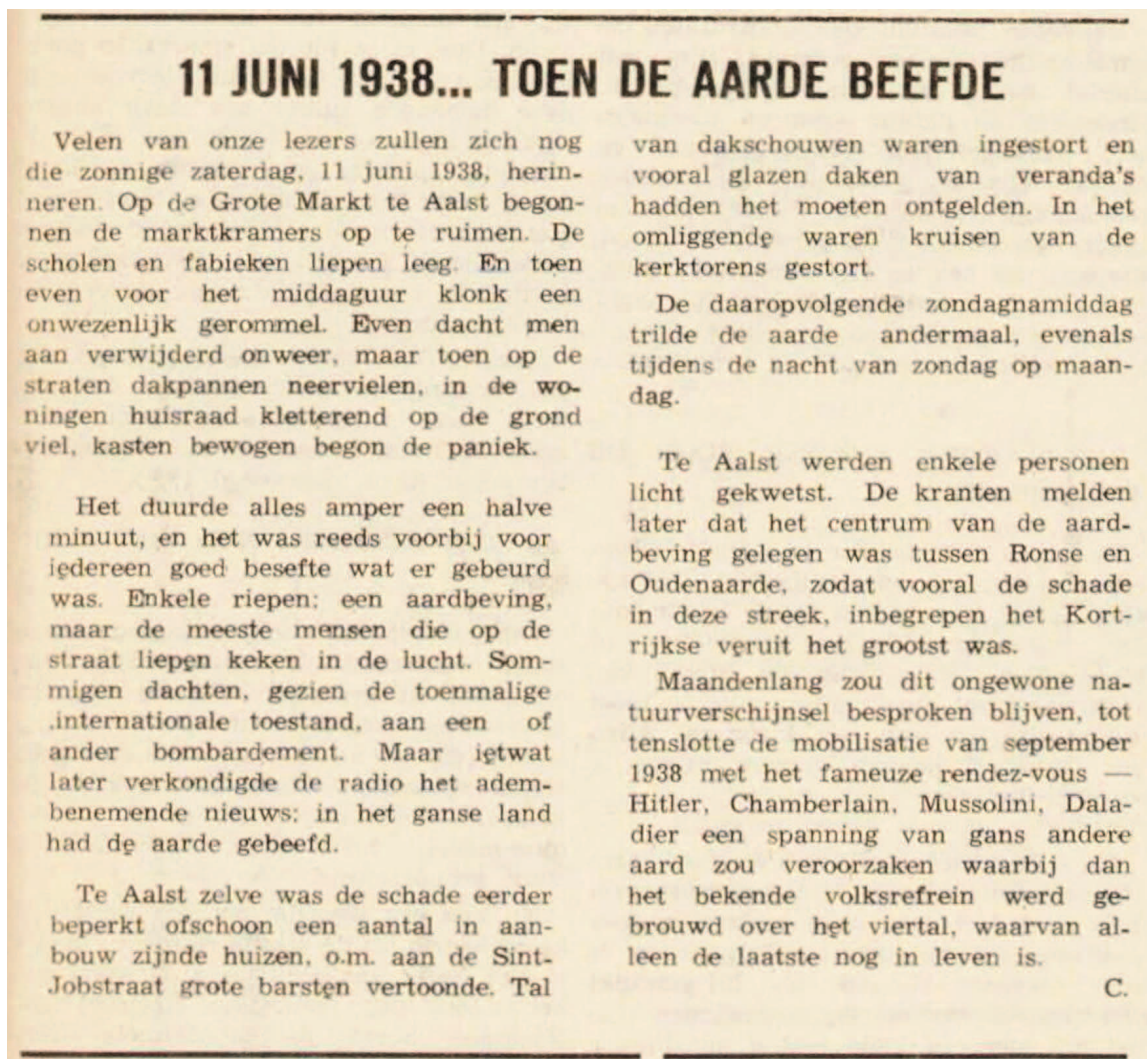 11 JUNI 1938... TOEN DE AARDE BEEFDE
Velen van onze lezers zullen zich nog
die zonnige zaterdag, 11 juni 1938, herin-
neren. Op de Grote Markt te Aalst begon-
nen de marktkramers op te ruimen. De
scholen en fabieken liepen leeg. En toen
even voor het middaguur klonk een
onwezenlijk gerommel. Even dacht men
aan verwijderd onweer, maar toen op de
straten dakpannen neervielen, in de wo-
ningen huisraad kletterend op de grond
viel, kasten bewogen begon de paniek.
Het duurde alles amper een halve
minuut, en het was reeds voorbij voor
iedereen goed besefte wat er gebeurd
was. Enkele riepen: een aardbeving,
maar de meeste mensen die op de
straat liepen keken in de lucht. Som-
migen dachten, gezien de toenmalige
internationale toestand, aan een of
ander bombardement. Maar ietwat
later verkondigde de radio het adem-
benemende nieuws: in het ganse land
had de aarde gebeefd.
Te Aalst zelve was de schade eerder
beperkt ofschoon een aantal in aan-
bouw zijnde huizen, o.m. aan de Sint-
Jobstraat grote barsten vertoonde. Tal
van dakschouwen waren ingestort en
vooral glazen daken van veranda's
hadden het moeten ontgelden. In het
omliggende waren kruisen van de
kerktorens gestort.
De daaropvolgende zondagnamiddag
trilde de aarde andermaal, evenals
tijdens de nacht van zondag op maan-
dag.
Te Aalst werden enkele personen
licht gekwetst. De kranten melden
later dat het centrum van de aard-
beving gelegen was tussen Ronse en
Oudenaarde, zodat vooral de schade
in deze streek, inbegrepen het Kort-
rijkse veruit het grootst was.
Maandenlang zou dit ongewone na-
tuurverschijnsel besproken blijven, tot
tenslotte de mobilisatie van september
1938 met het fameuze rendez-vous —
Hitler, Chamberlain, Mussolini, Dala-
dier een spanning van gans andere
aard zou veroorzaken waarbij dan
het bekende volksrefrein werd ge-
brouwd over het viertal, waarvan al-
leen de laatste nog in leven is.
C.